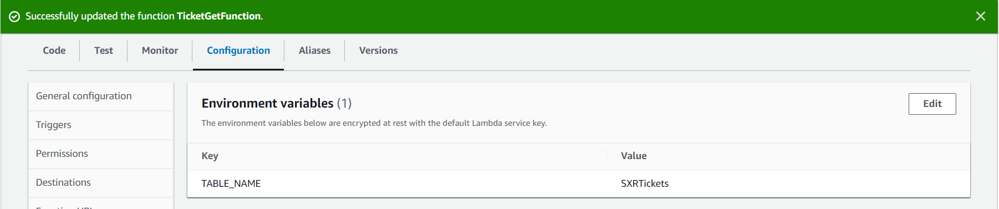 Successfully updated the function TicketGetFunction.
Code Test Monitor Configuration Aliases Versions
General configuration
Triggers
Permissions
Destinations
Environment variables (1)
Edit
The environment variables below are encrypted at rest with the default Lambda service key.
Key Value
TABLE_NAME SXRTickets